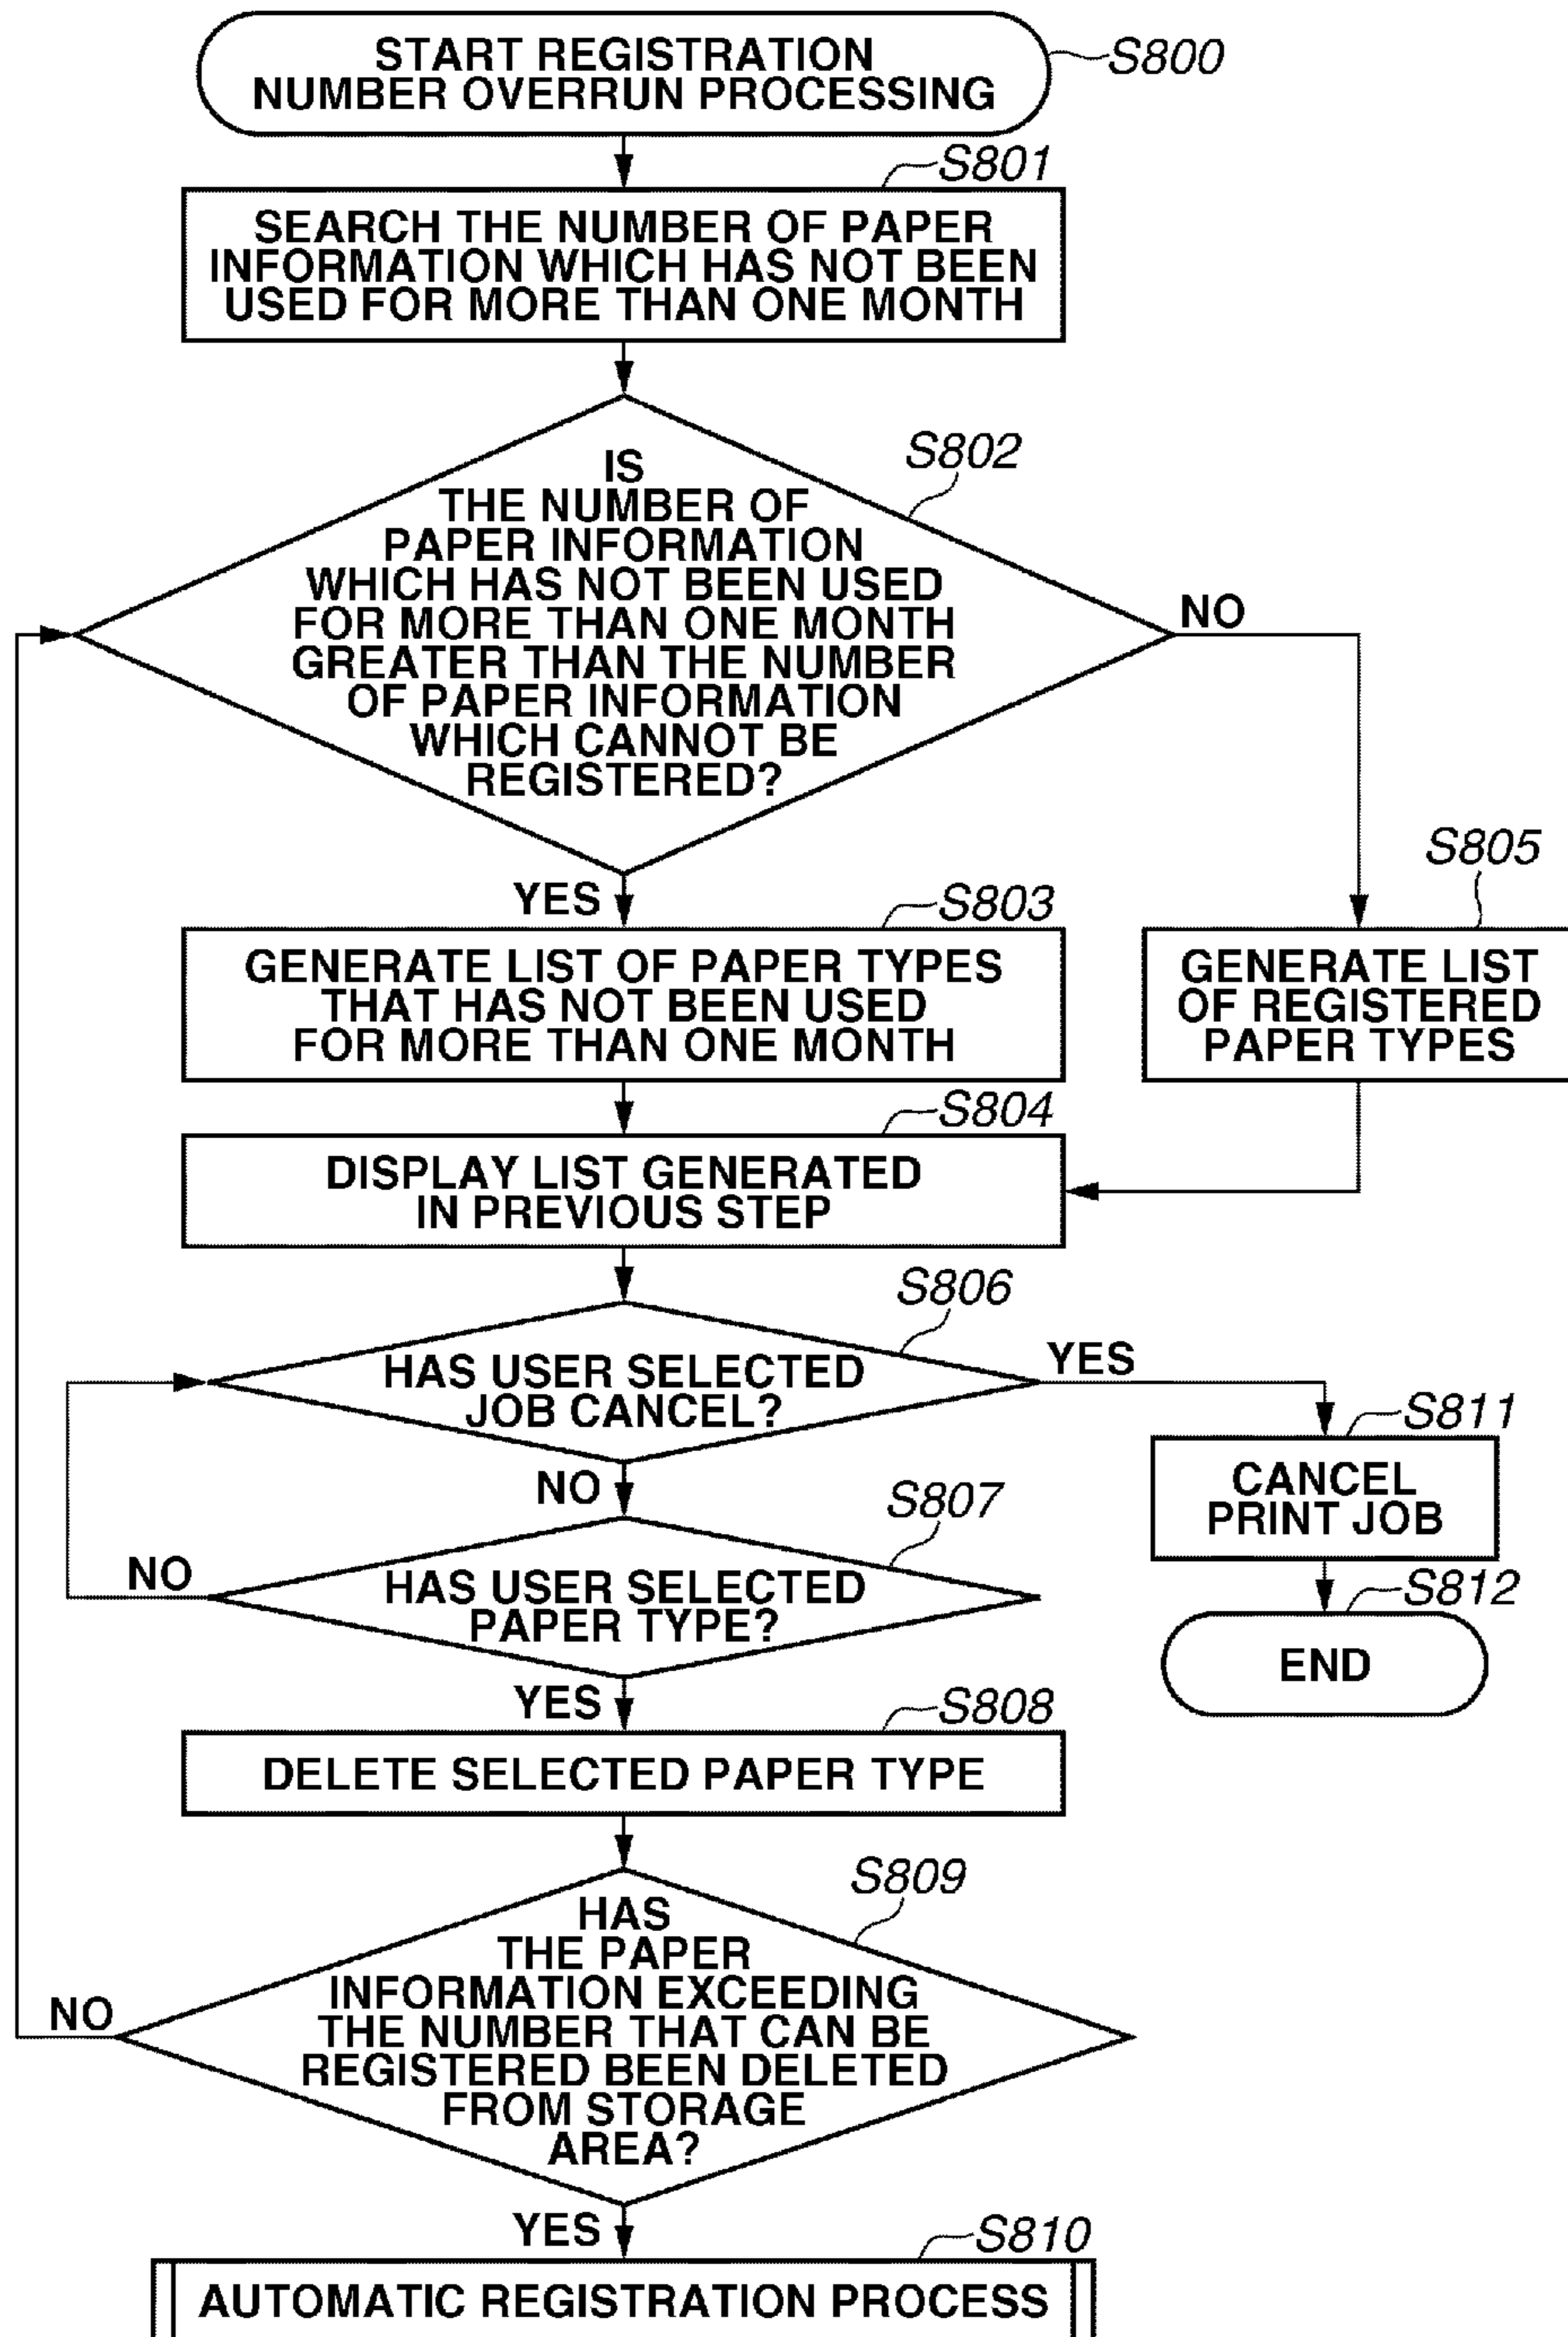 START REGISTRATION
NUMBER OVERRUN PROCESSING
S800
S801
SEARCH THE NUMBER OF PAPER
INFORMATION WHICH HAS NOT BEEN
USED FOR MORE THAN ONE MONTH
S802
IS
THE NUMBER OF
PAPER INFORMATION
WHICH HAS NOT BEEN USED
FOR MORE THAN ONE MONTH
GREATER THAN THE NUMBER
OF PAPER INFORMATION
WHICH CANNOT BE
REGISTERED?
NO
YES
S803
GENERATE LIST OF PAPER TYPES
THAT HAS NOT BEEN USED
FOR MORE THAN ONE MONTH
S805
GENERATE LIST
OF REGISTERED
PAPER TYPES
S804
DISPLAY LIST GENERATED
IN PREVIOUS STEP
S806
HAS USER SELECTED
JOB CANCEL?
YES
S811
CANCEL
PRINT JOB
S812
END
NO
S807
HAS USER SELECTED
PAPER TYPE?
NO
YES
S808
DELETE SELECTED PAPER TYPE
S809
HAS
THE PAPER
INFORMATION EXCEEDING
THE NUMBER THAT CAN BE
REGISTERED BEEN DELETED
FROM STORAGE
AREA?
NO
YES
S810
AUTOMATIC REGISTRATION PROCESS